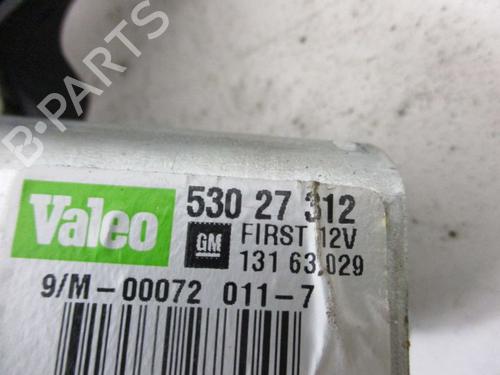 B-PARTS
Valeo
530 27 312
GM
FIRST 12V
131 63 029
9/M-00072 011-7